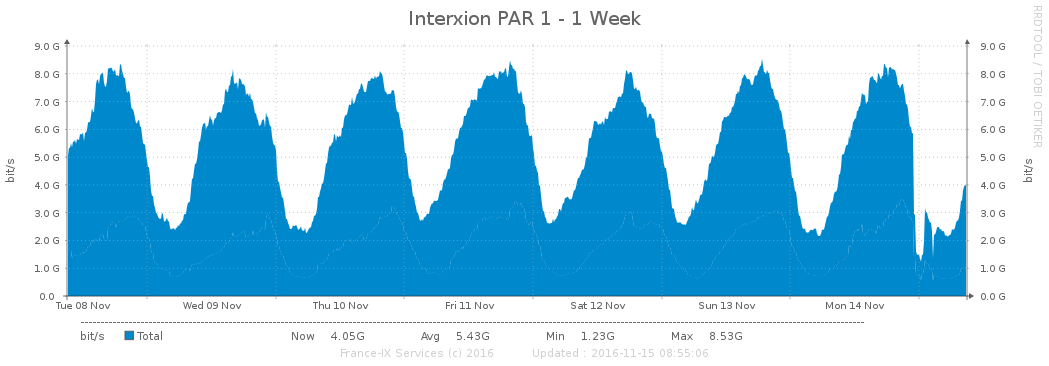 Interxion PAR 1 - 1 Week
RRDTOOL / TOBI OETIKER
9.0 G 9.0 G
8.0 G 8.0 G
7.0 G 7.0 G
6.0 G 6.0 G
5.0 G 5.0 G
4.0 G 4.0 G
3.0 G 3.0 G
2.0 G 2.0 G
1.0 G 1.0 G
0.0 0.0 G
bit/s bit/s
Tue 08 Nov Wed 09 Nov Thu 10 Nov Fri 11 Nov Sat 12 Nov Sun 13 Nov Mon 14 Nov
bit/s Total Now 4.05G Avg 5.43G Min 1.23G Max 8.53G
France-IX Services (c) 2016 Updated : 2016-11-15 08:55:06